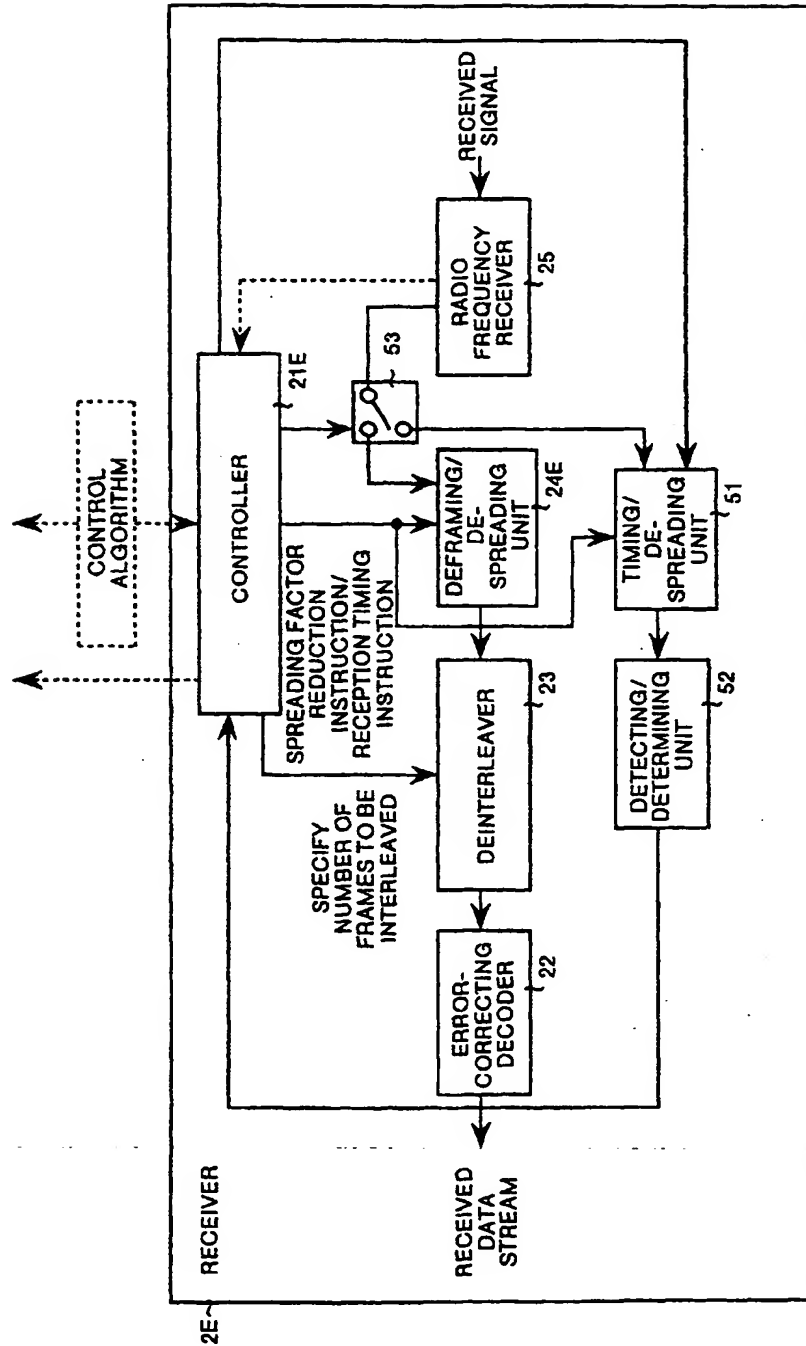 2E
RECEIVER
CONTROL
ALGORITHM
CONTROLLER
21E
SPREADING FACTOR
REDUCTION
INSTRUCTION/
RECEPTION TIMING
INSTRUCTION
SPECIFY
NUMBER OF
FRAMES TO BE
INTERLEAVED
53
RECEIVED
DATA
STREAM
ERROR-
CORRECTING
DECODER
22
DEINTERLEAVER
23
DEFRAMING/
DE-
SPREADING
UNIT
24E
RADIO
FREQUENCY
RECEIVER
25
RECEIVED
SIGNAL
DETECTING/
DETERMINING
UNIT
52
TIMING/
DE-
SPREADING
UNIT
51